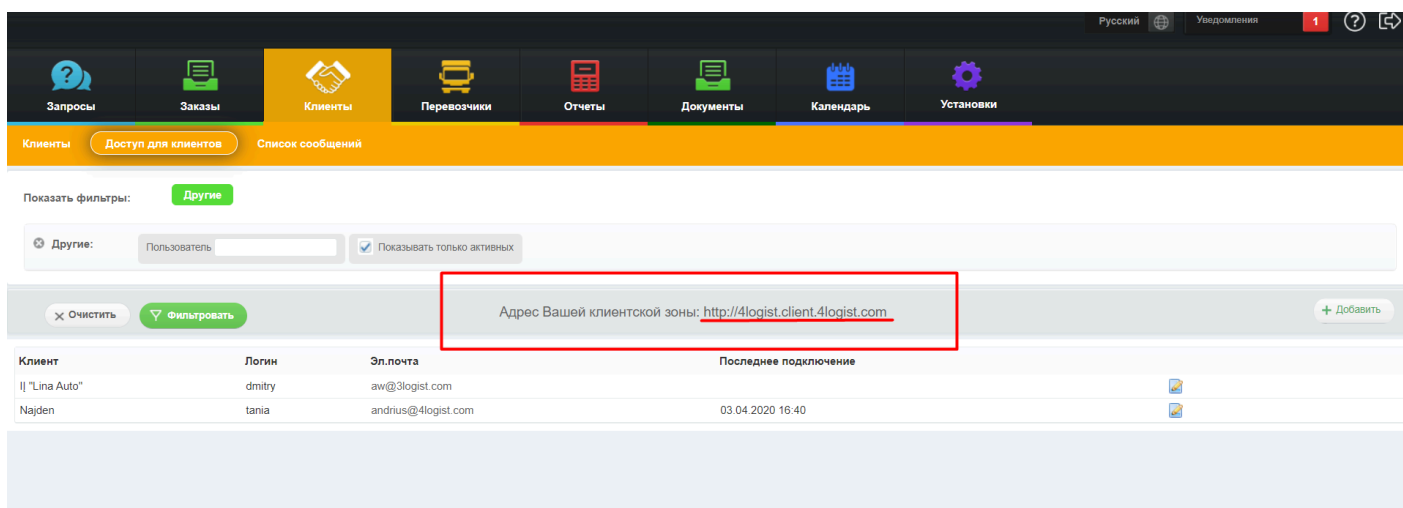 Русский Уведомления 1
Запросы Заказы Клиенты Перевозчики Отчеты Документы Календарь Установки
Клиенты Доступ для клиентов Список сообщений
Показать фильтры: Другие
Другие: Пользователь Показывать только активных
Очистить Фильтровать Адрес Вашей клиентской зоны: http://4logist.client.4logist.com + Добавить
Клиент Логин Эл.почта Последнее подключение
I| "Lina Auto" dmitry aw@3logist.com
Najden tania andrius@4logist.com 03.04.2020 16:40